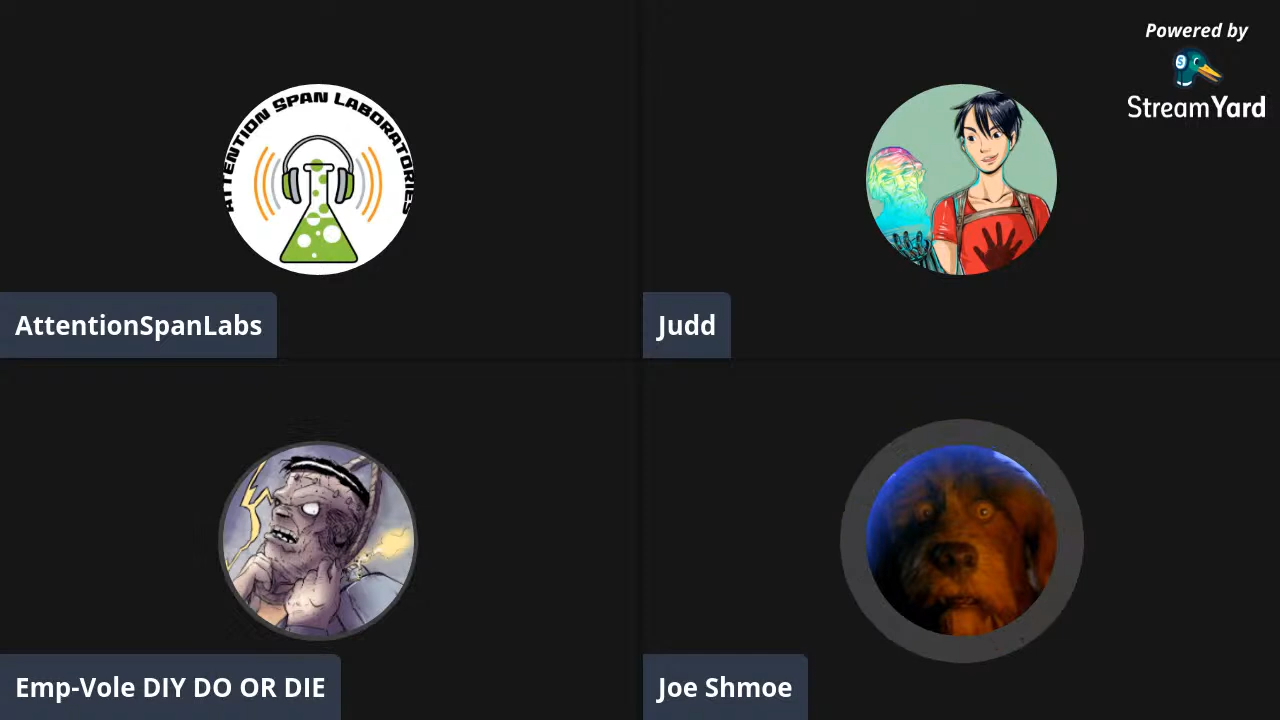 Powered by
S
StreamYard
ATTENTION SPAN LABORATORIES
AttentionSpanLabs
Judd
Emp-Vole DIY DO OR DIE
Joe Shmoe